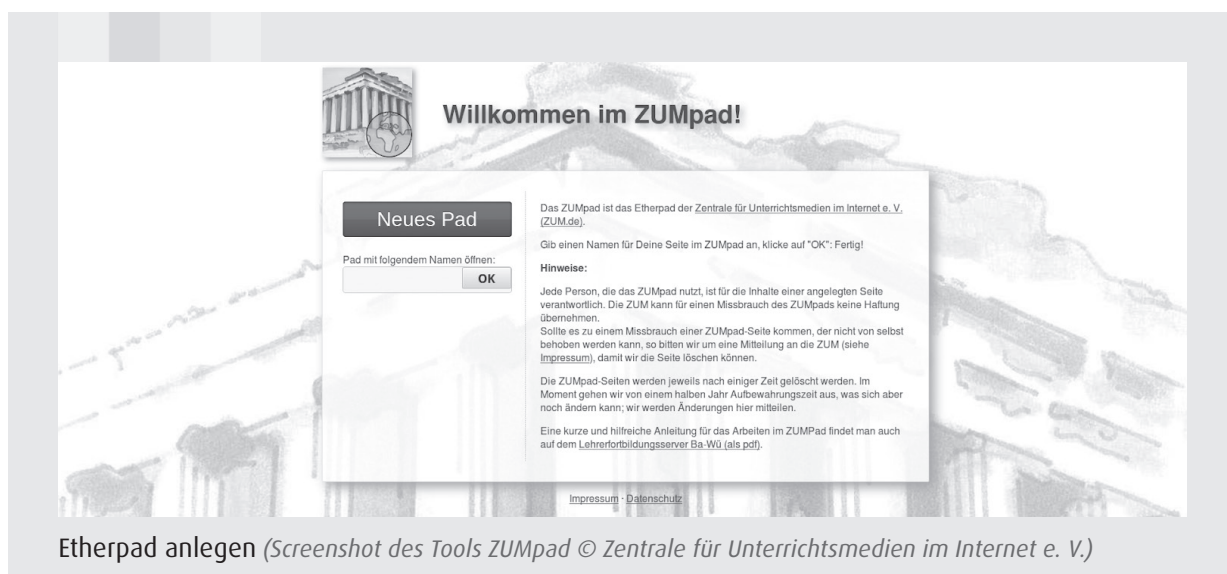 Willkommen im ZUMpad!
Neues Pad
Pad mit folgendem Namen öffnen:
OK
Das ZUMpad ist das Etherpad der Zentrale für Unterrichtsmedien im Internet e. V.
(ZUM.de).
Gib einen Namen für Deine Seite im ZUMpad an, klicke auf "OK": Fertig!
Hinweise:
Jede Person, die das ZUMpad nutzt, ist für die Inhalte einer angelegten Seite
verantwortlich. Die ZUM kann für einen Missbrauch des ZUMpads keine Haftung
übernehmen.
Sollte es zu einem Missbrauch einer ZUMpad-Seite kommen, der nicht von selbst
behoben werden kann, so bitten wir um eine Mitteilung an die ZUM (siehe
Impressum), damit wir die Seite löschen können.
Die ZUMpad-Seiten werden jeweils nach einiger Zeit gelöscht werden. Im
Moment gehen wir von einem halben Jahr Aufbewahrungszeit aus, was sich aber
noch ändern kann; wir werden Änderungen hier mitteilen.
Eine kurze und hilfreiche Anleitung für das Arbeiten im ZUMPad findet man auch
auf dem Lehrerfortbildungsserver Ba-Wü (als pdf).
Impressum · Datenschutz
Etherpad anlegen (Screenshot des Tools ZUMpad © Zentrale für Unterrichtsmedien im Internet e. V.)